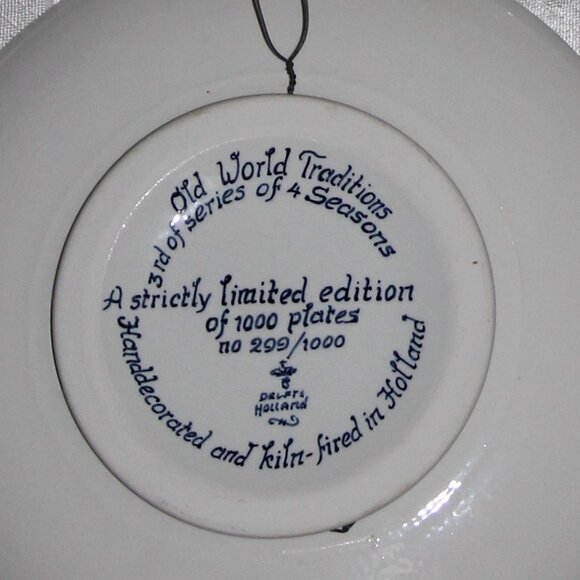 Old World Traditions
3rd of series of 4 Seasons
A strictly limited edition
of 1000 plates
no 299/1000
DELFTS
HOLLAND
Handdecorated and kiln-fired in Holland